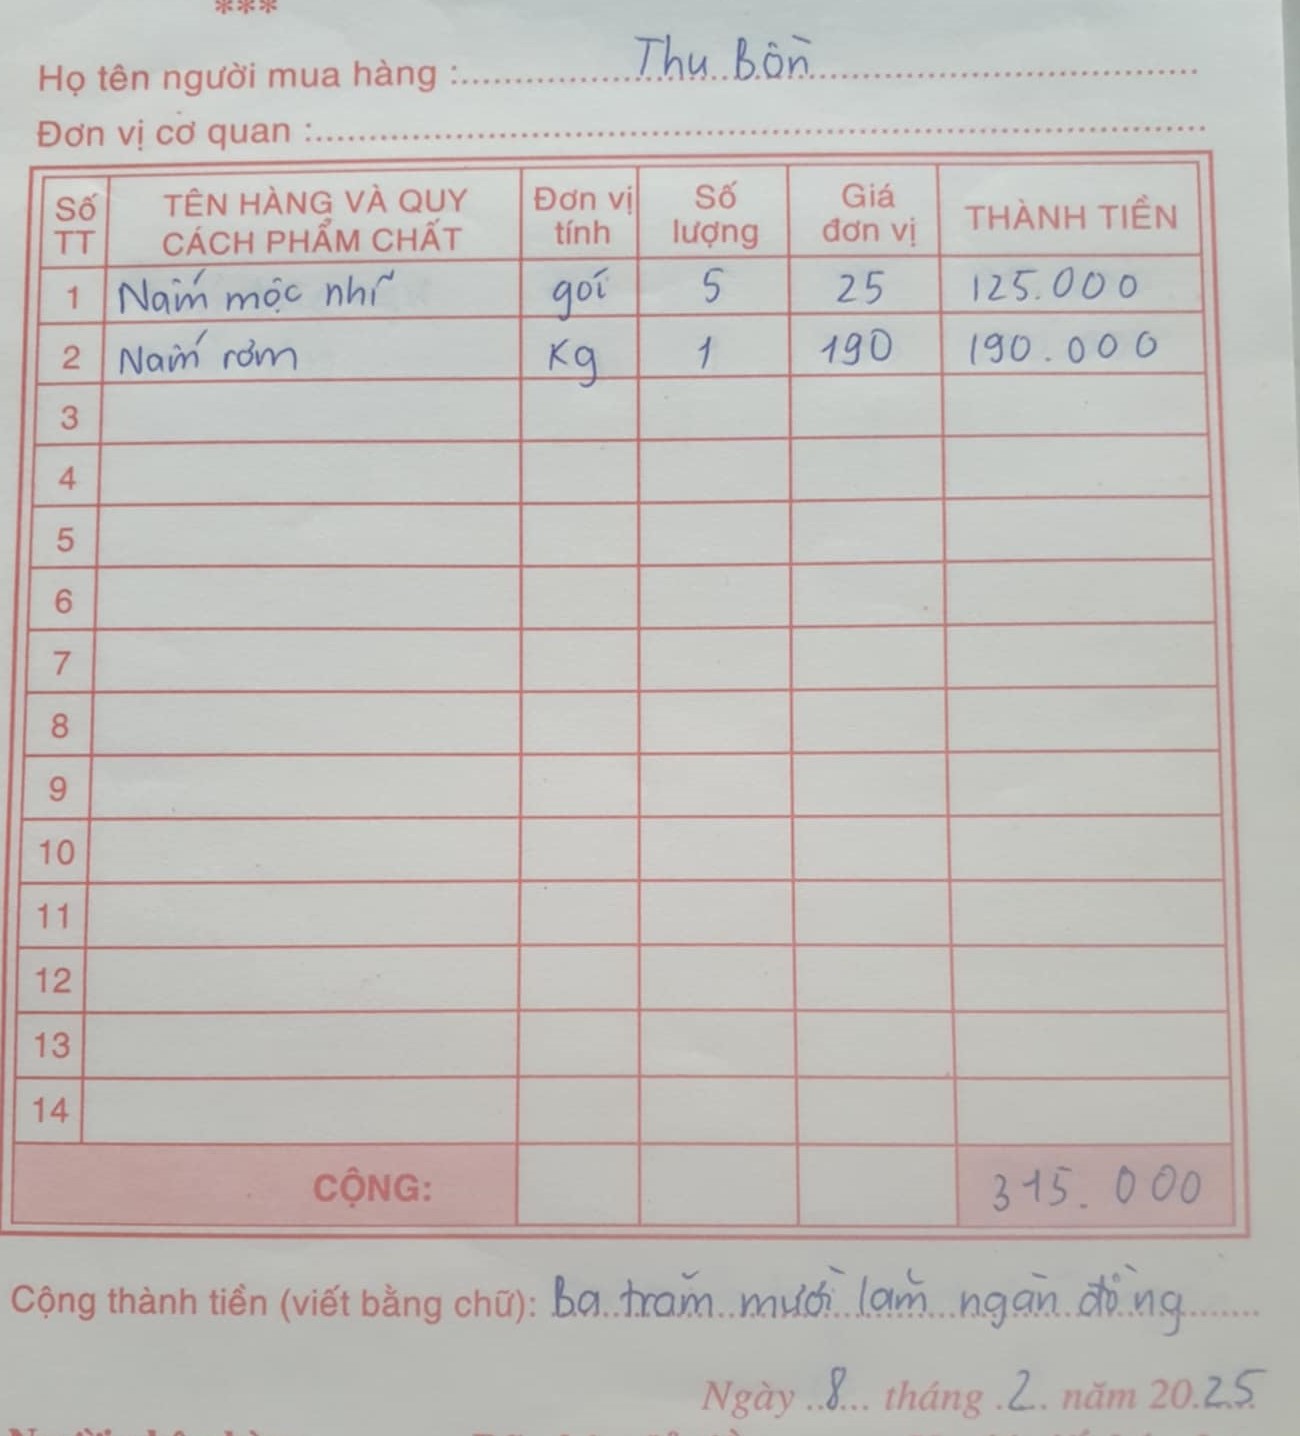 ***
Họ tên người mua hàng : Thu Bồn
Đơn vị cơ quan :
Số TT TÊN HÀNG VÀ QUY CÁCH PHẨM CHẤT Đơn vị tính Số lượng Giá đơn vị THÀNH TIỀN
1 Nấm mộc nhĩ gói 5 25 125.000
2 Nấm rơm Kg 1 190 190.000
3
4
5
6
7
8
9
10
11
12
13
14
CỘNG: 315.000
Cộng thành tiền (viết bằng chữ): Ba trăm mười lăm ngàn đồng
Ngày 8 tháng 2 năm 2025